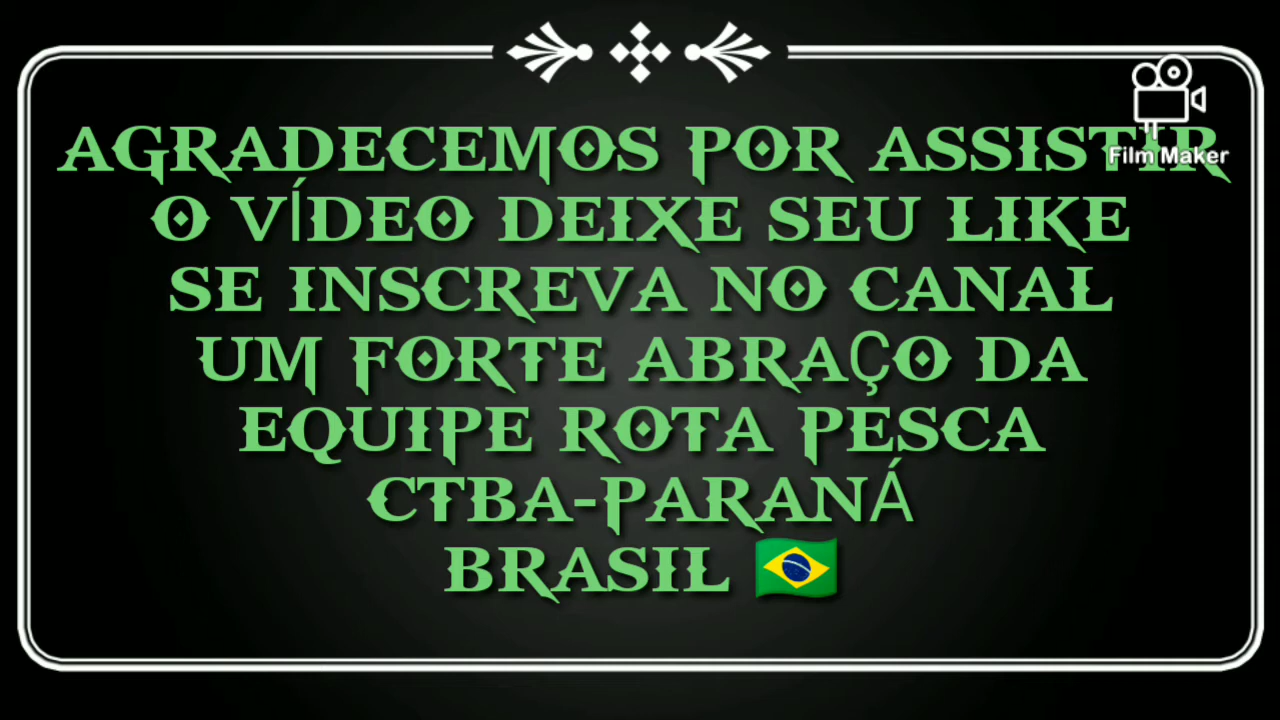 AGRADECEMOS POR ASSISTIR
O VÍDEO DEIXE SEU LIKE
SE INSCREVA NO CANAL
UM FORTE ABRAÇO DA
EQUIPE ROTA PESCA
CTBA-PARANÁ
BRASIL 🇧🇷
Film Maker